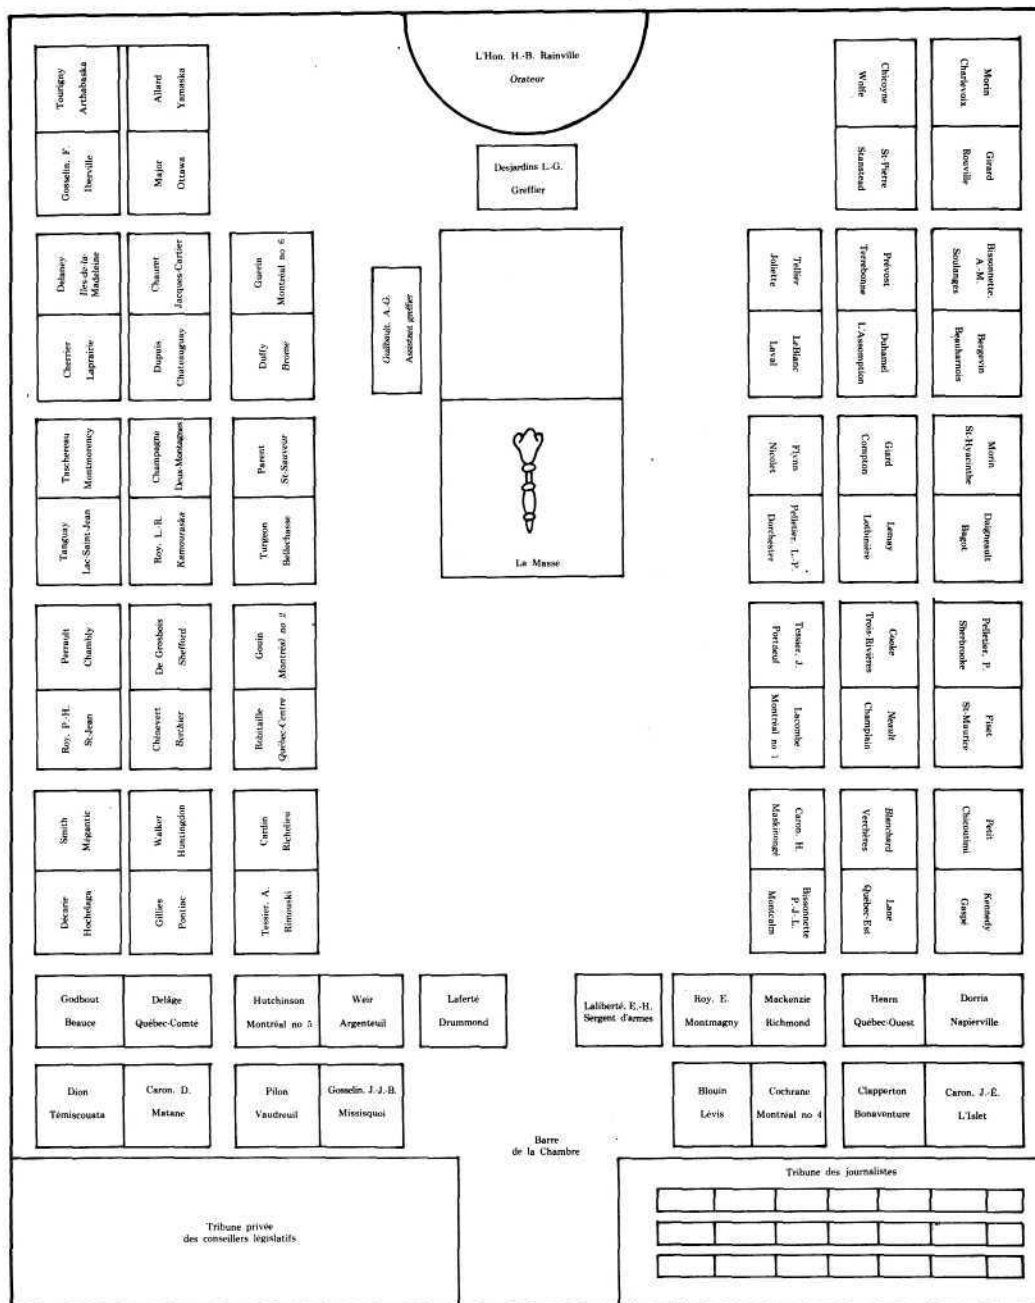 L'Hon. H.-B. Rainville
Orateur
Desjardins L.-G.
Greffier
Guilbault, A.-G.
Assistant greffier
La Masse
Tourigny
Arthabaska
Allard
Yamaska
Gosselin, F.
Iberville
Major
Ottawa
Delaney
Iles-de-la-
Madeleine
Chauret
Jacques-Cartier
Guerin
Montréal no 6
Cherrier
Laprairie
Dupuis
Chateauguay
Duffy
Brome
Taschereau
Montmorency
Champagne
Deux-Montagnes
Parent
St-Sauveur
Tanguay
Lac-Saint-Jean
Roy, L.-R.
Kamouraska
Turgeon
Bellechasse
Perrault
Chambly
De Grosbois
Shefford
Gouin
Montréal no 2
Roy, P.-H.
St-Jean
Chênevert
Berthier
Robitaille
Québec-Centre
Smith
Mégantic
Walker
Huntingdon
Cardin
Richelieu
Décarie
Hochelaga
Gillies
Pontiac
Tessier, A.
Rimouski
Chicoyne
Wolfe
Morin
Charlevoix
St-Pierre
Stanstead
Girard
Rouville
Tellier
Joliette
Prévost
Terrebonne
Bissonnette,
A.-M.
Soulanges
LeBlanc
Laval
Duhamel
L'Assomption
Bergevin
Beauharnois
Flynn
Nicolet
Giard
Compton
Morin
St-Hyacinthe
Pelletier, L.-P.
Dorchester
Lemay
Lotbinière
Daigneault
Bagot
Tessier, J.
Portneuf
Cooke
Trois-Rivières
Pelletier, P.
Sherbrooke
Lacombe
Montréal no 1
Neault
Champlain
Fiset
St-Maurice
Caron, H.
Maskinongé
Blanchard
Verchères
Petit
Chicoutimi
Bissonnette
P.-J.-L.
Montcalm
Lane
Québec-Est
Kennedy
Gaspé
Godbout
Beauce
Delâge
Québec-Comté
Hutchinson
Montréal no 5
Weir
Argenteuil
Laferté
Drummond
Laliberté, E.-H.
Sergent d'armes
Roy, E.
Montmagny
Mackenzie
Richmond
Hearn
Québec-Ouest
Dorris
Napierville
Dion
Témiscouata
Caron, D.
Matane
Pilon
Vaudreuil
Gosselin, J.-J.-B.
Missisquoi
Blouin
Lévis
Cochrane
Montréal no 4
Clapperton
Bonaventure
Caron, J.-É.
L'Islet
Barre
de la Chambre
Tribune privée
des conseillers législatifs
Tribune des journalistes